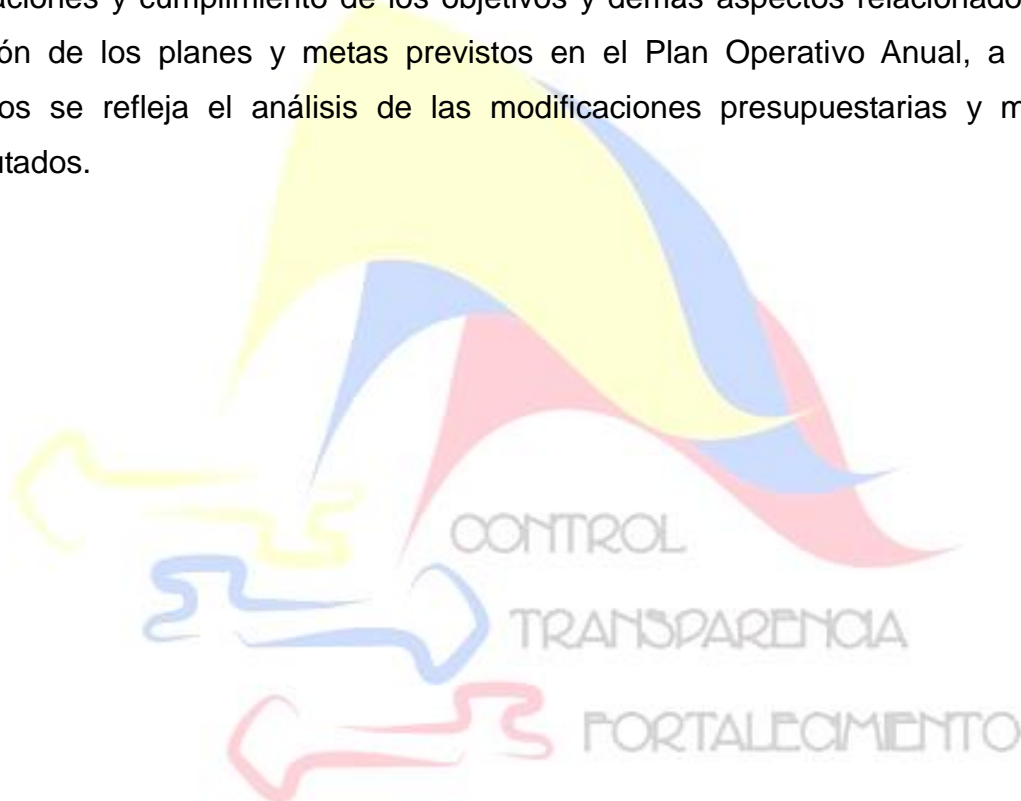 aciones y cumplimiento de los objetivos y demás aspectos relacionado
ón de los planes y metas previstos en el Plan Operativo Anual, a
os se refleja el análisis de las modificaciones presupuestarias y m
utados.
CONTROL
TRANSPARENCIA
FORTALECIMIENTO